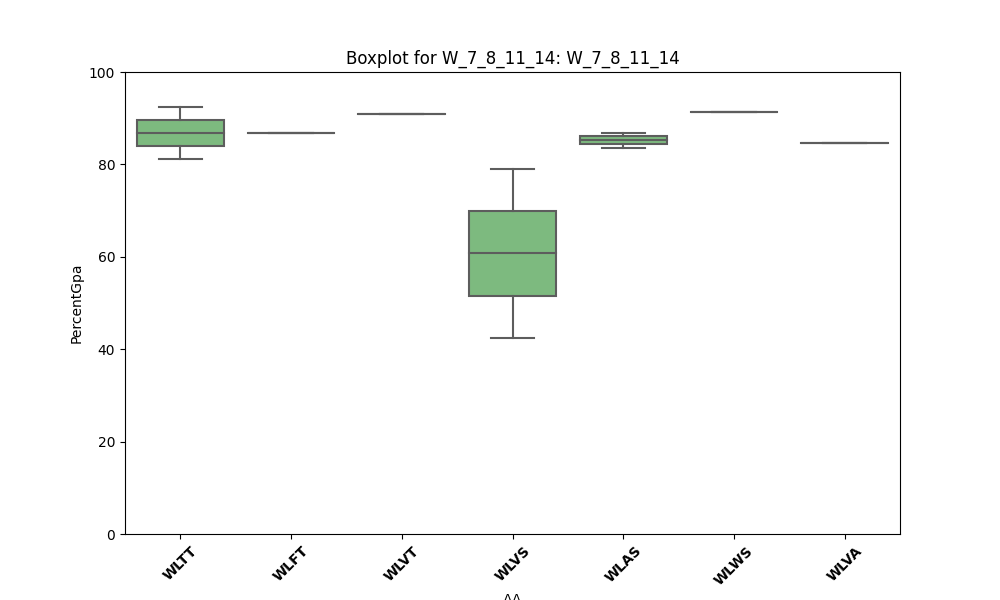 Boxplot for W_7_8_11_14: W_7_8_11_14
PercentGpa
100
80
60
40
20
0
WLTT
WLFT
WLVT
WLVS
WLAS
WLWS
WLVA